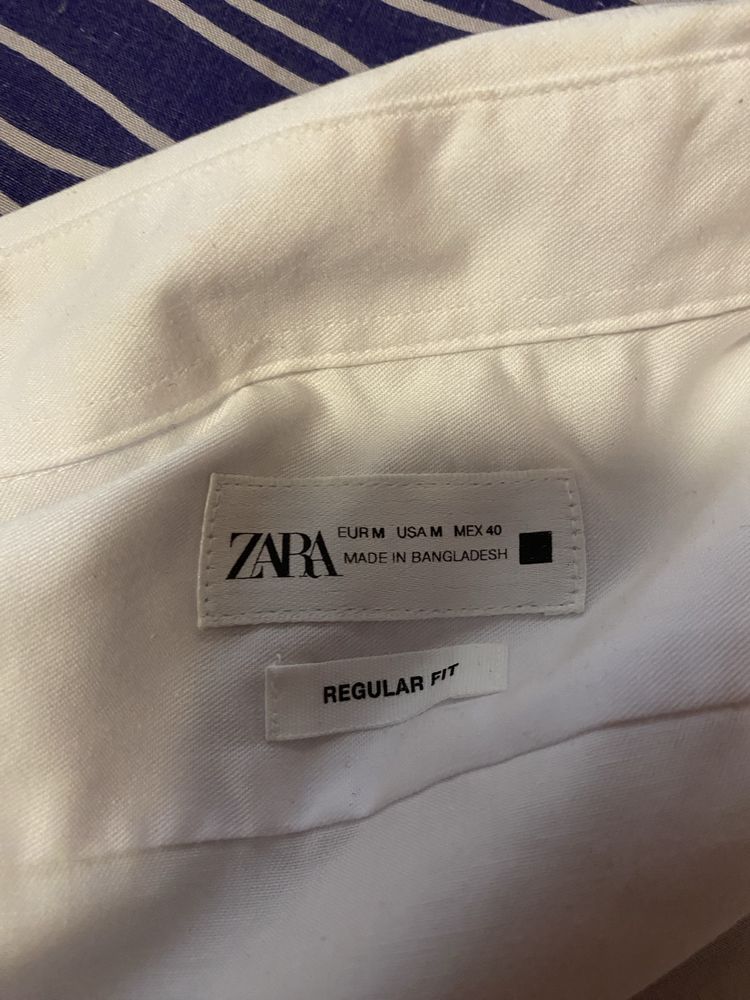 ZARA
EUR M USA M MEX 40
MADE IN BANGLADESH
REGULAR FIT